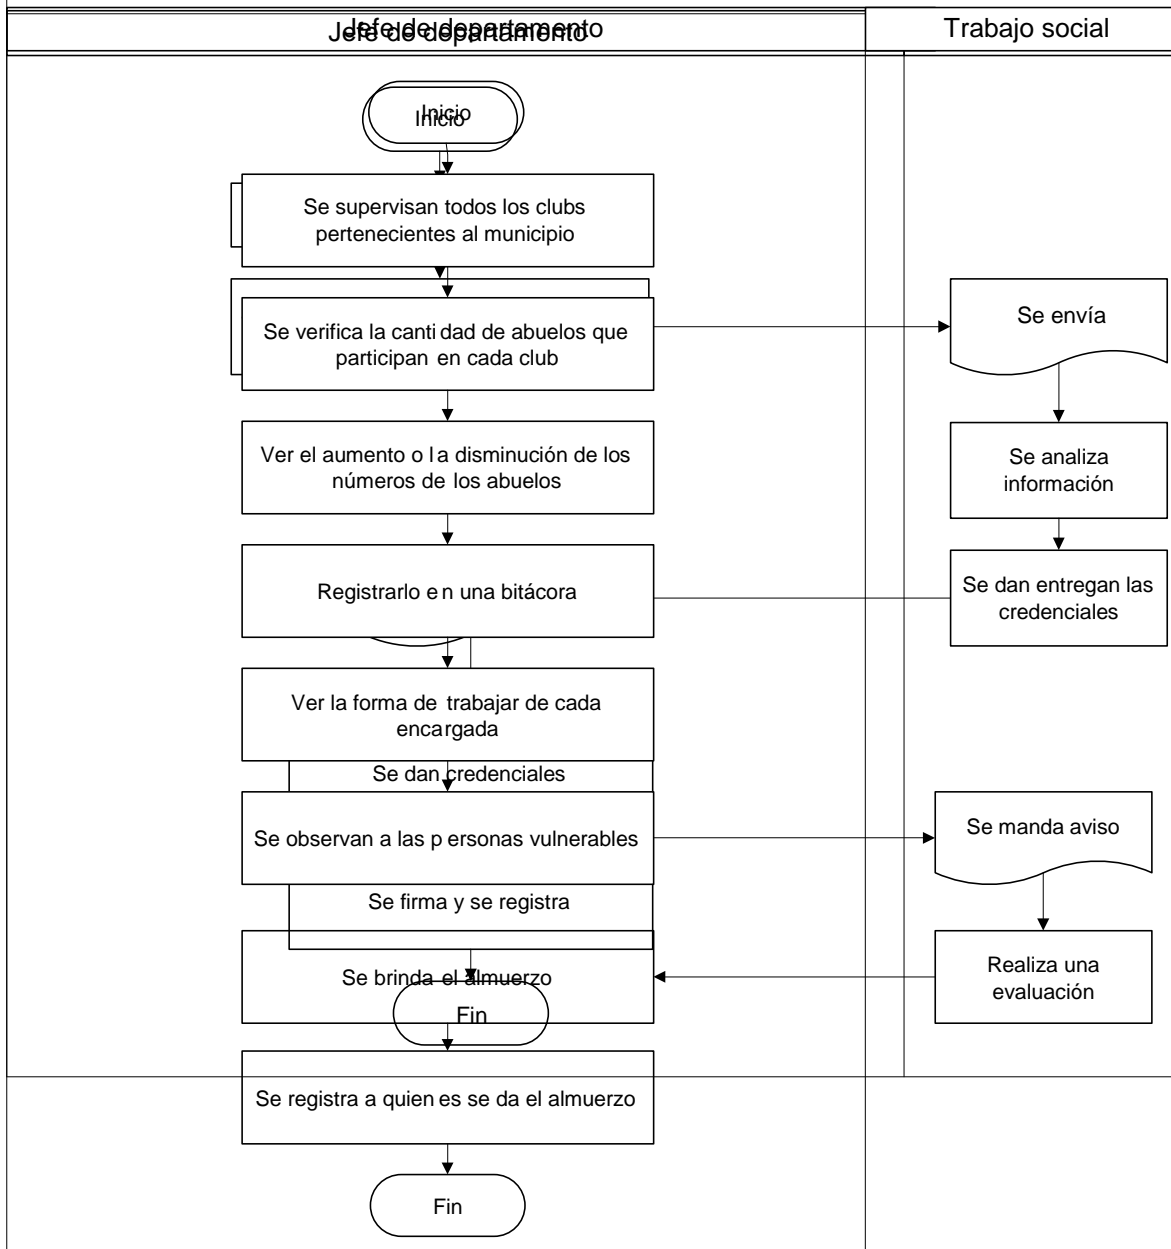 Jefe de departamento
Jefe de departamento
Trabajo social
Inicio
Inicio
Se supervisan todos los clubs
pertenecientes al municipio
Se verifica la cantidad de abuelos que
participan en cada club
Se envía
Ver el aumento o la disminución de los
números de los abuelos
Se analiza
información
Registrarlo en una bitácora
Se dan entregan las
credenciales
Ver la forma de trabajar de cada
encargada
Se dan credenciales
Se observan a las personas vulnerables
Se manda aviso
Se firma y se registra
Se brinda el almuerzo
Realiza una
evaluación
Fin
Se registra a quienes se da el almuerzo
Fin